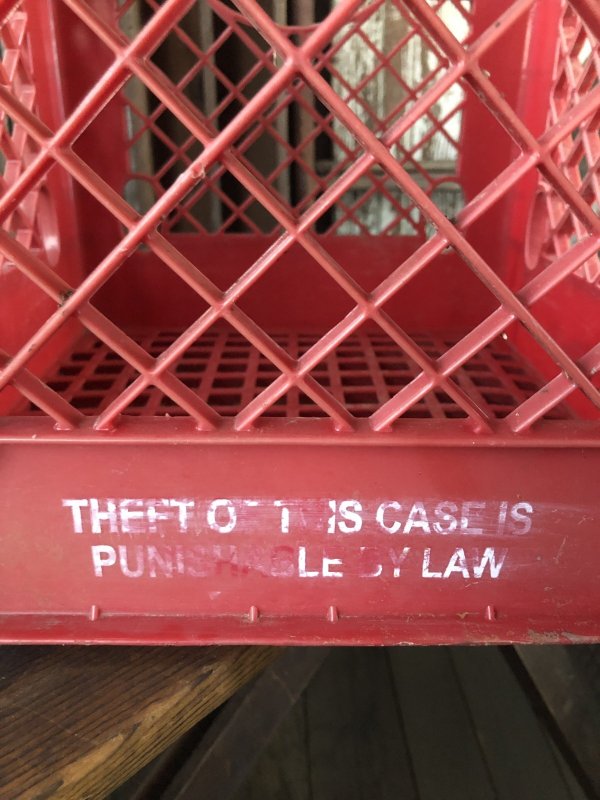 THEFT OF THIS CASE IS
PUNISHABLE BY LAW